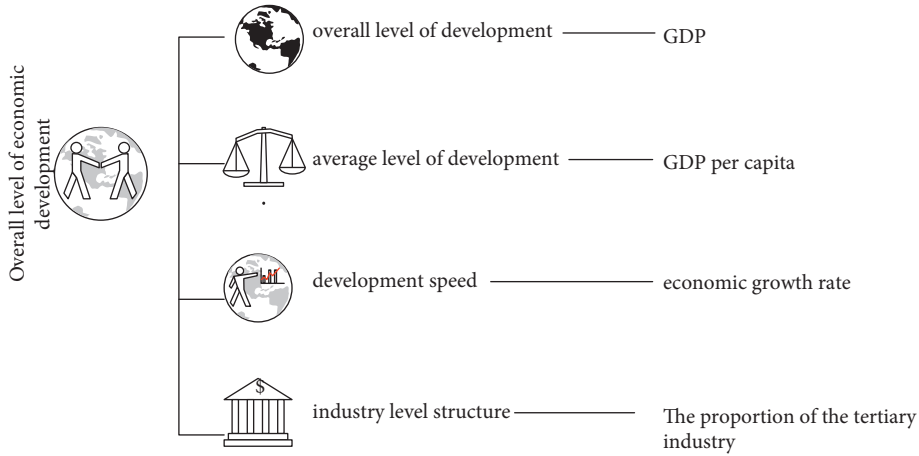 Overall level of economic
development
overall level of development
GDP
average level of development
GDP per capita
development speed
economic growth rate
$
industry level structure
The proportion of the tertiary
industry